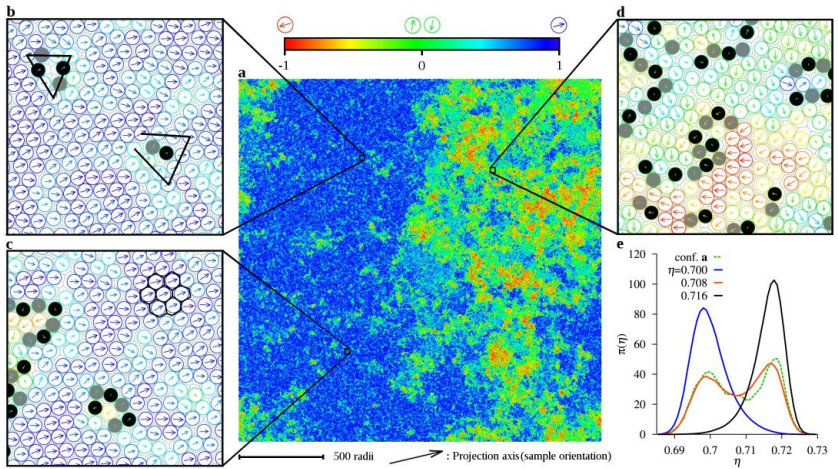 b
d
-1
0
1
a
c
e
120
100
80
60
40
20
0
π(η)
conf. a
η=0.700
0.708
0.716
0.69
0.7
0.71
0.72
0.73
η
500 radii
: Projection axis(sample orientation)